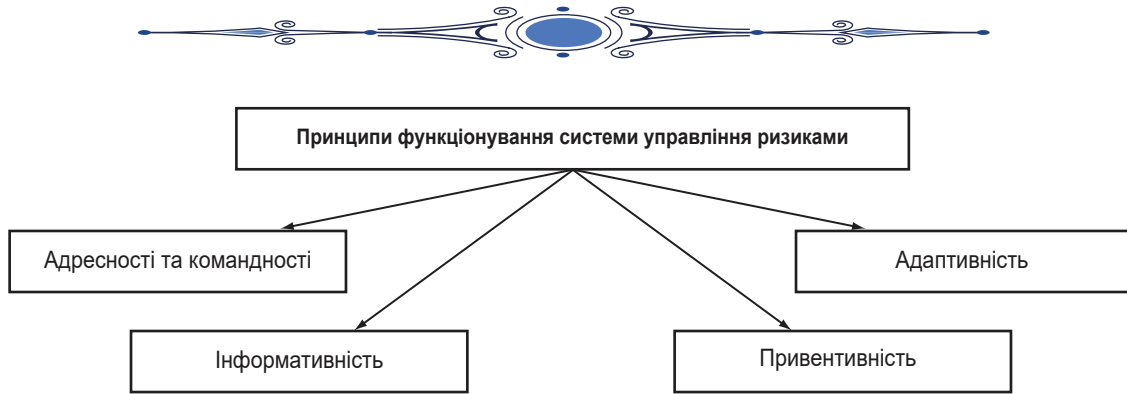 Принципи функціонування системи управління ризиками
Адресності та командності
Адаптивність
Інформативність
Привентивність